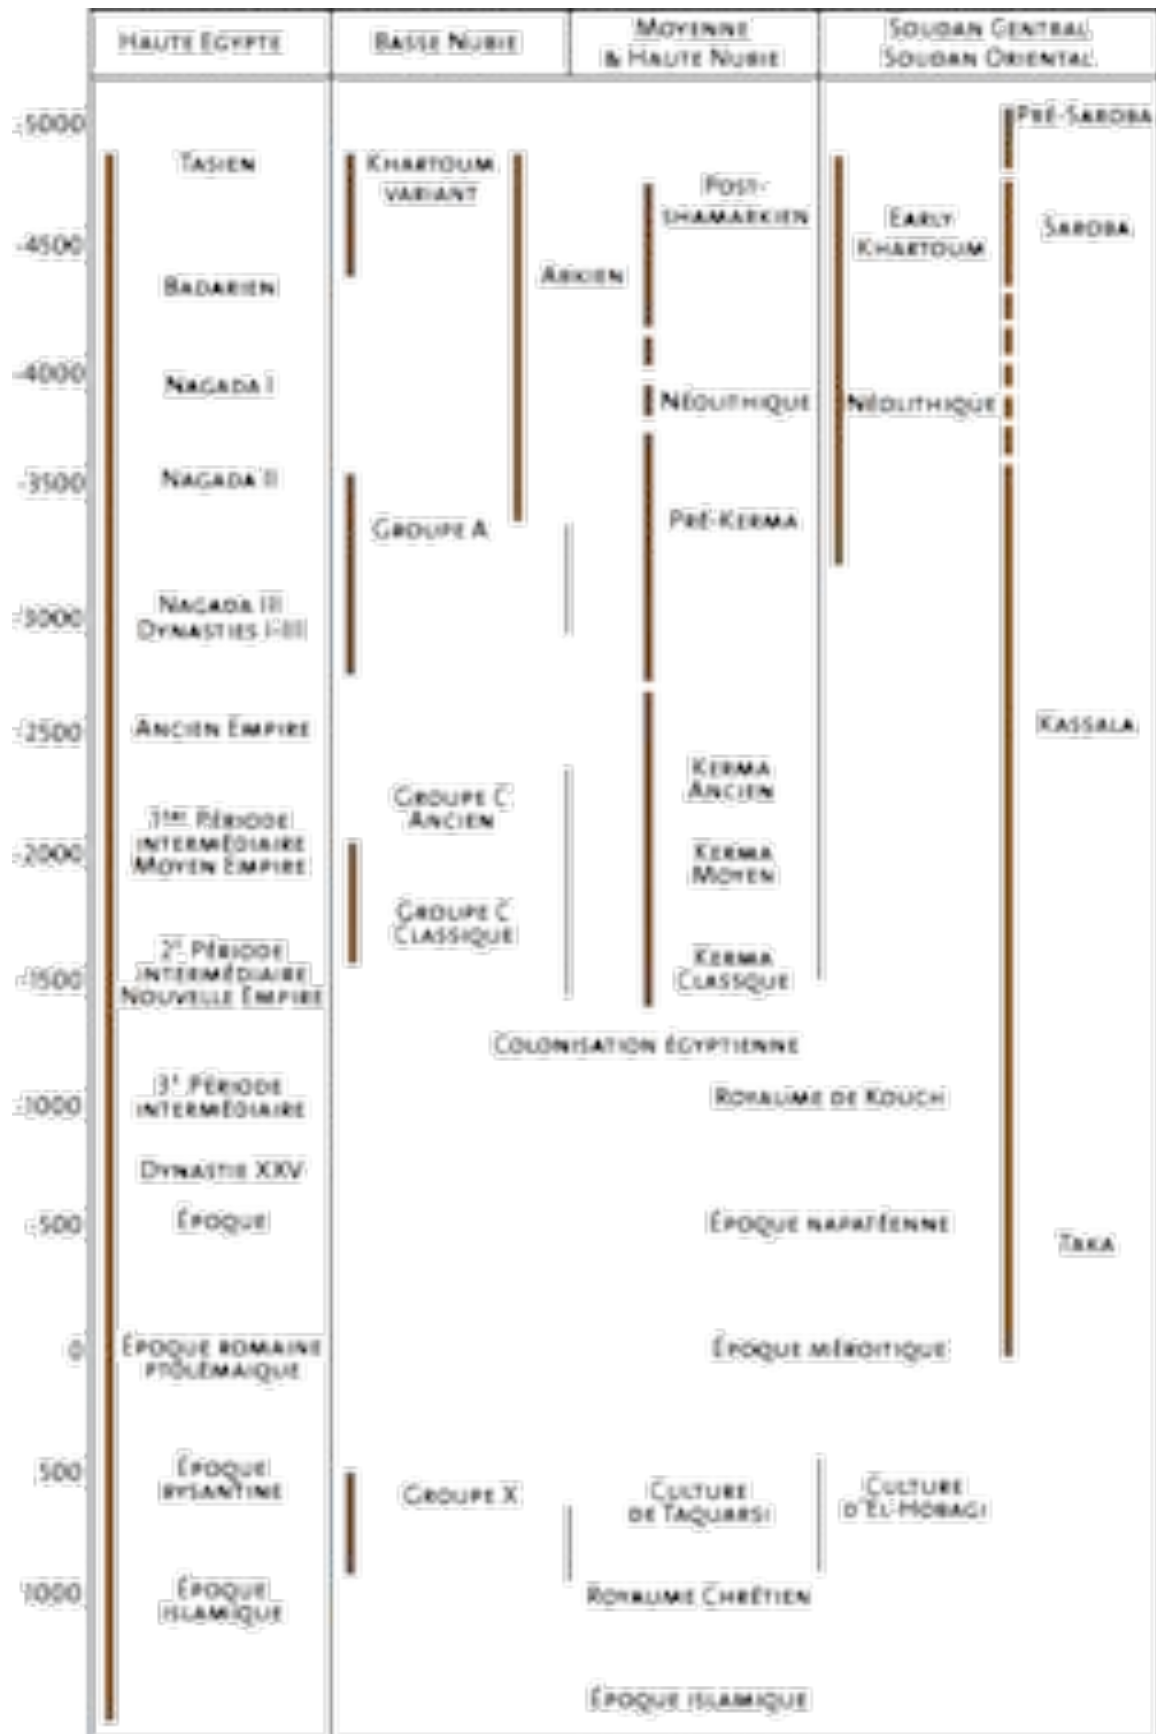 HAUTE EGYPTE
BASSE NUBIE
MOYENNE
& HAUTE NUBIE
SOUDAN CENTRAL
SOUDAN ORIENTAL
-5000
PRÉ-SAROBA
TASIEN
KHARTOUM
VARIANT
POST-
SHAMARKIEN
EARLY
KHARTOUM
SAROBA
-4500
BADARIEN
ABKIEN
-4000
NAGADA I
NÉOLITHIQUE
NÉOLITHIQUE
-3500
NAGADA II
GROUPE A
PRÉ-KERMA
-3000
NAGADA III
DYNASTIES I-III
-2500
ANCIEN EMPIRE
KASSALA
KERMA
ANCIEN
GROUPE C
ANCIEN
1ÈRE PÉRIODE
INTERMÉDIAIRE
MOYEN EMPIRE
-2000
KERMA
MOYEN
GROUPE C
CLASSIQUE
2E PÉRIODE
INTERMÉDIAIRE
NOUVELLE EMPIRE
-1500
KERMA
CLASSQUE
COLONISATION ÉGYPTIENNE
3E PÉRIODE
INTERMÉDIAIRE
-1000
ROYAUME DE KOUCH
DYNASTIE XXV
-500
ÉPOQUE
ÉPOQUE NAPATÉENNE
TAKA
0
ÉPOQUE ROMAINE
PTOLÉMAIQUE
ÉPOQUE MÉROITIQUE
500
ÉPOQUE
BYSANTINE
GROUPE X
CULTURE
DE TAQUARSI
CULTURE
D'EL-HOBAGI
1000
ÉPOQUE
ISLAMIQUE
ROYAUME CHRÉTIEN
ÉPOQUE ISLAMIQUE